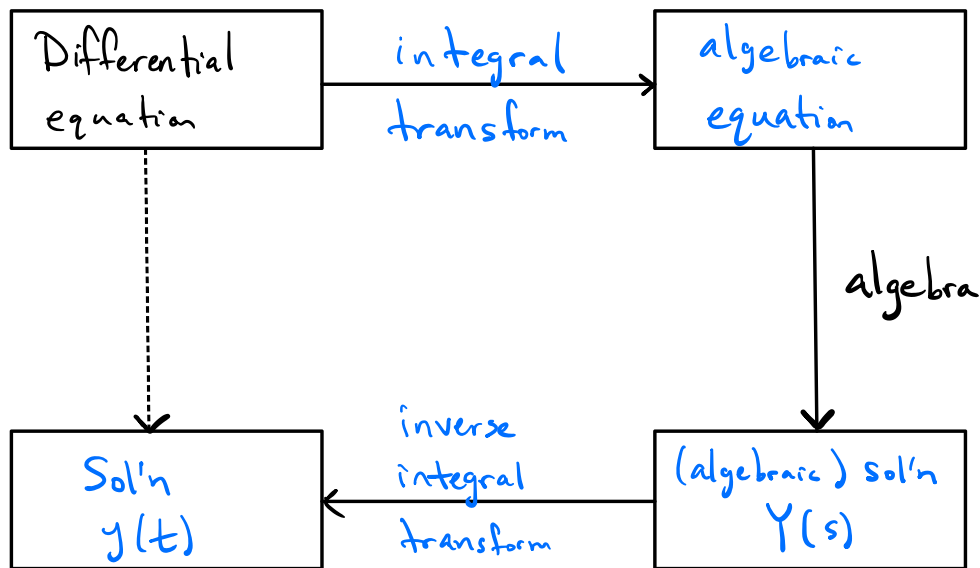 Differential
equation
integral
transform
algebraic
equation
algebra
Sol'n
y(t)
inverse
integral
transform
(algebraic) sol'n
Y(s)